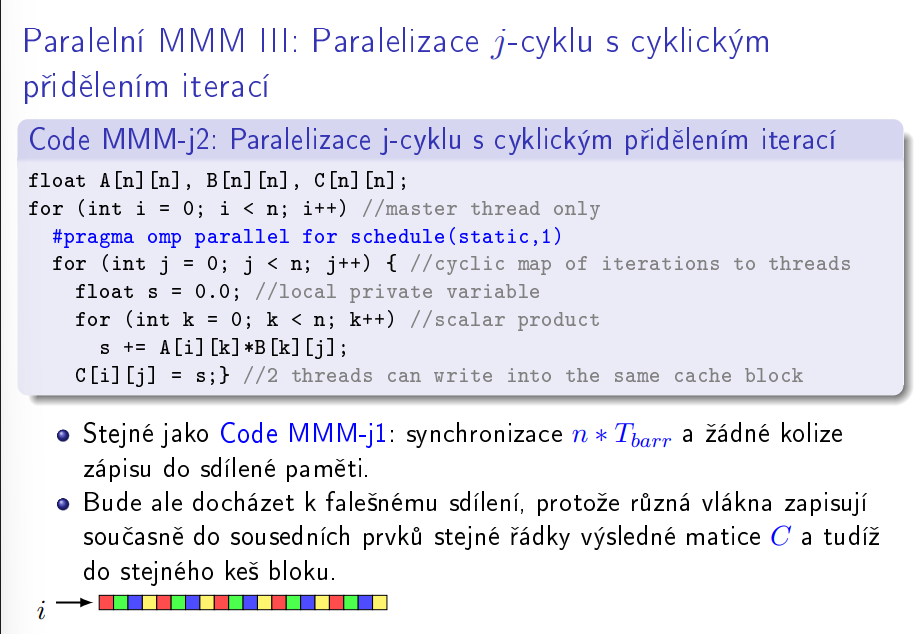 Paralelní MMM III: Paralelizace j-cyklu s cyklickým
přidělením iterací
Code MMM-j2: Paralelizace j-cyklu s cyklickým přidělením iterací
float A[n][n], B[n][n], C[n][n];
for (int i = 0; i < n; i++) //master thread only
#pragma omp parallel for schedule(static,1)
for (int j = 0; j < n; j++) { //cyclic map of iterations to threads
float s = 0.0; //local private variable
for (int k = 0; k < n; k++) //scalar product
s += A[i][k]*B[k][j];
C[i][j] = s;} //2 threads can write into the same cache block
Stejné jako Code MMM-j1: synchronizace n ∗ T_barr a žádné kolize
zápisu do sdílené paměti.
Bude ale docházet k falešnému sdílení, protože různá vlákna zapisují
současně do sousedních prvků stejné řádky výsledné matice C a tudíž
do stejného keš bloku.
i